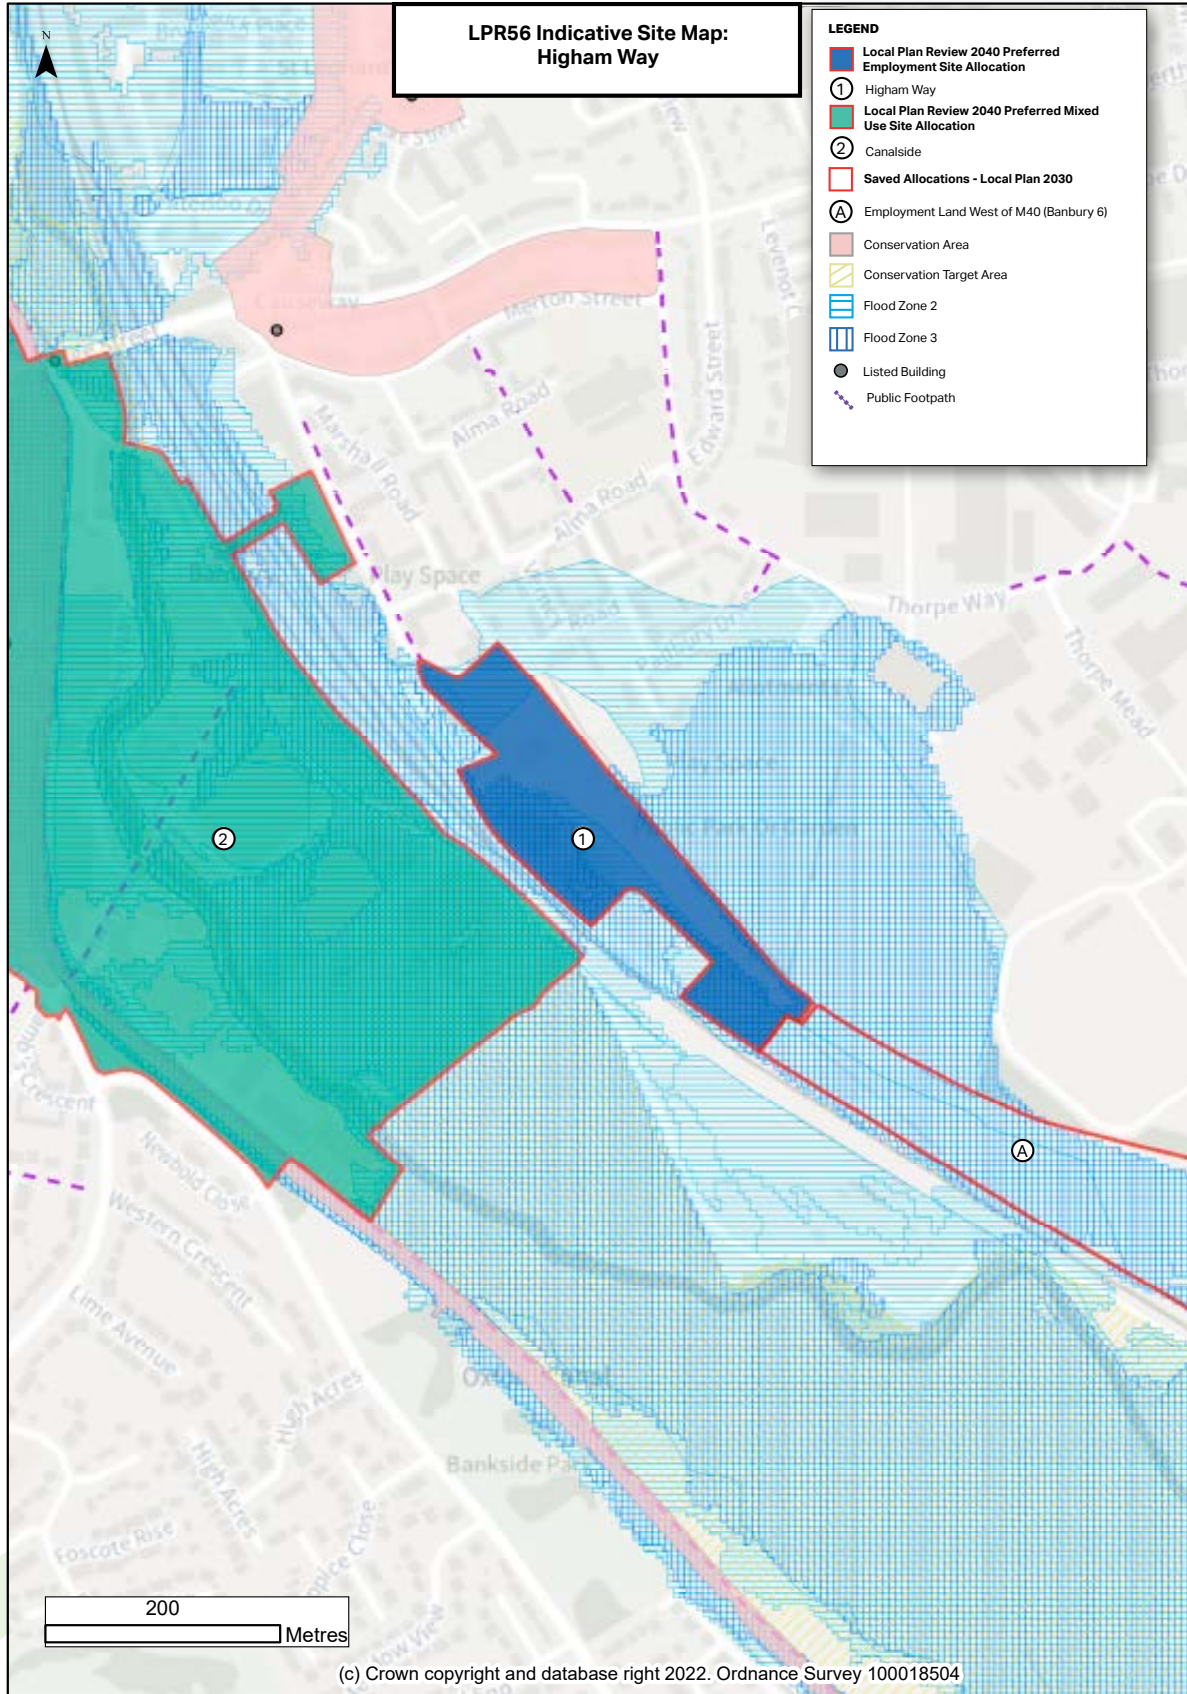 LPR56 Indicative Site Map:
Higham Way
N
LEGEND
Local Plan Review 2040 Preferred
Employment Site Allocation
1 Higham Way
Local Plan Review 2040 Preferred Mixed
Use Site Allocation
2 Canalside
Saved Allocations - Local Plan 2030
A Employment Land West of M40 (Banbury 6)
Conservation Area
Conservation Target Area
Flood Zone 2
Flood Zone 3
Listed Building
Public Footpath
Causeway
Merton Street
Edward Street
Marshall Road
Alma Road
Alma Road
Play Space
Road
Thorpe Way
Thorpe Mead
1
2
A
Crescent
Newbold Close
Western Crescent
Lime Avenue
High Acres
High Acres
Foscote Rise
Bankside Park
200
Metres
(c) Crown copyright and database right 2022. Ordnance Survey 100018504